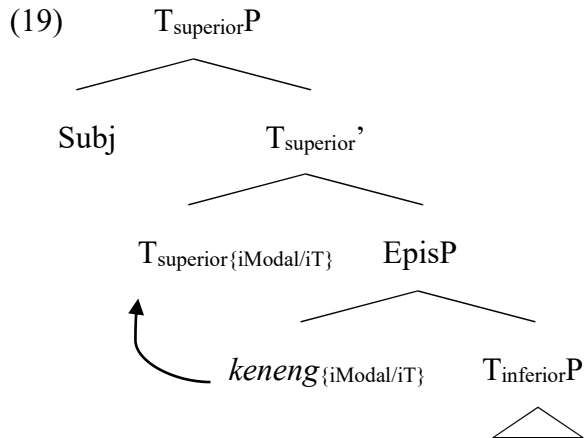 (19) TsuperiorP
Subj Tsuperior’
Tsuperior{iModal/iT} EpisP
keneng{iModal/iT} TinferiorP